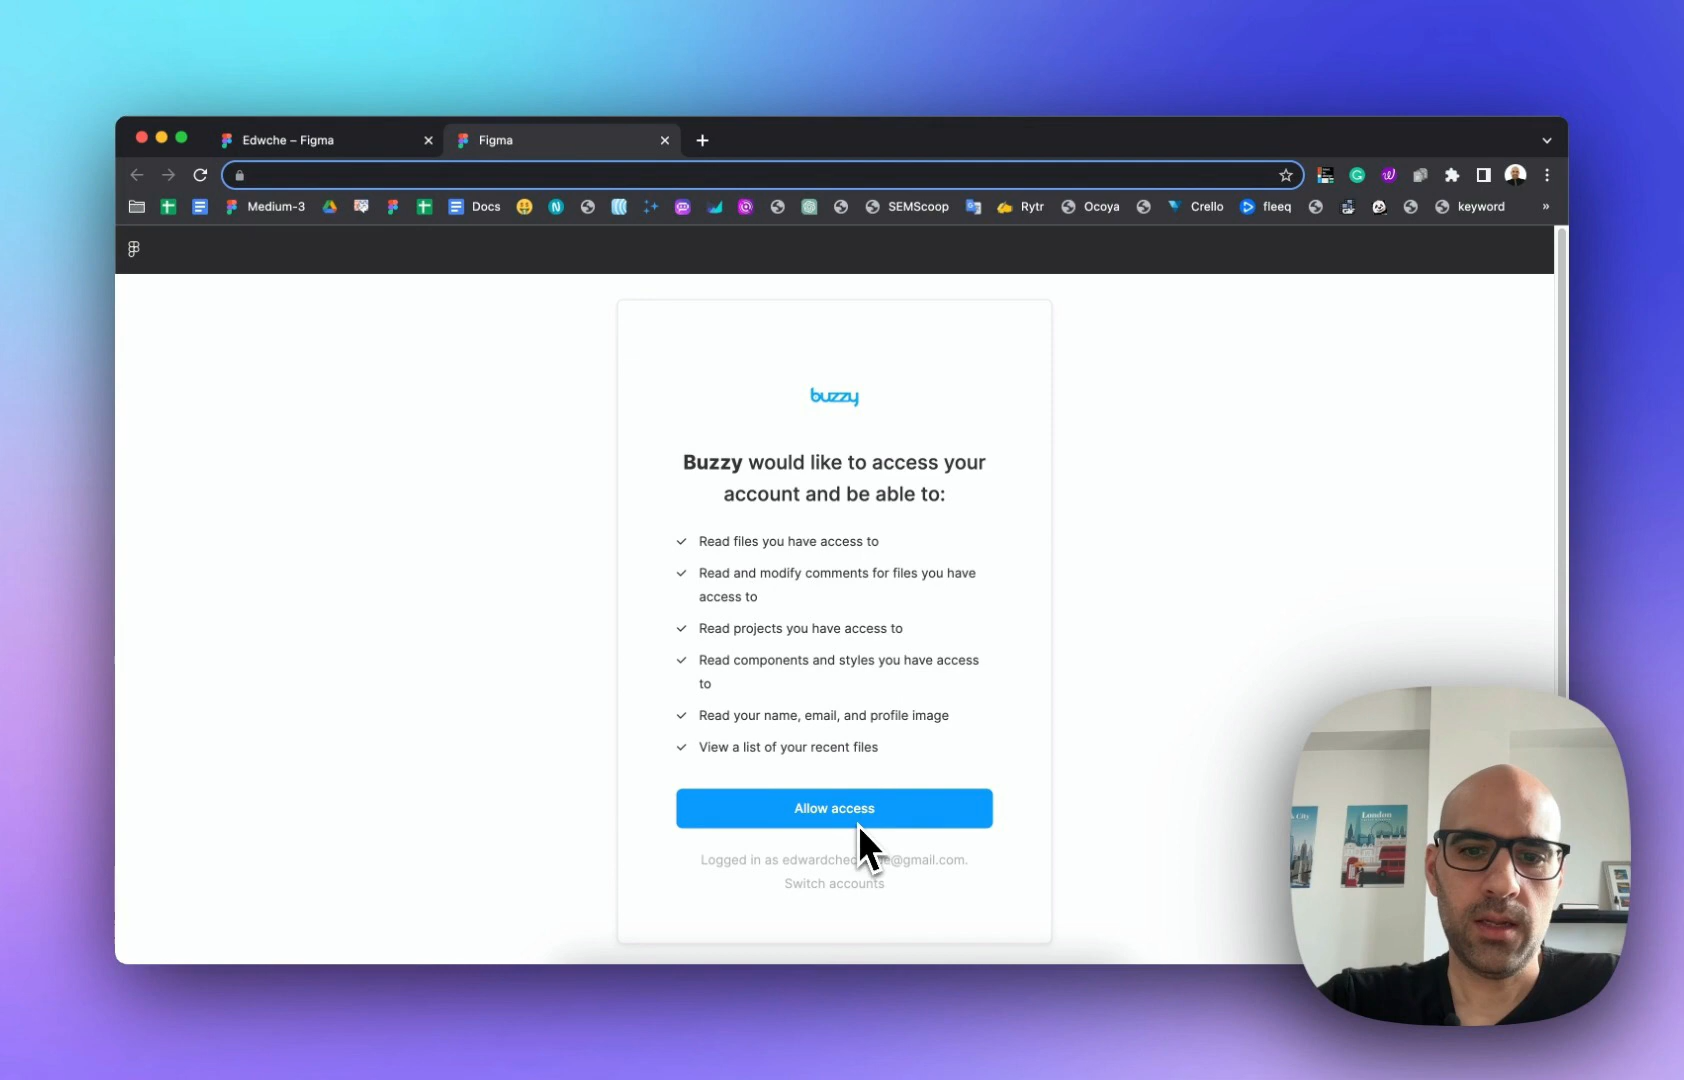 Edwche – Figma
Figma
Medium-3
Docs
SEMScoop
Rytr
Ocoya
Crello
fleeq
keyword
»
buzzy
Buzzy would like to access your
account and be able to:
Read files you have access to
Read and modify comments for files you have
access to
Read projects you have access to
Read components and styles you have access
to
Read your name, email, and profile image
View a list of your recent files
Allow access
Logged in as @gmail.com.
Switch accounts
London